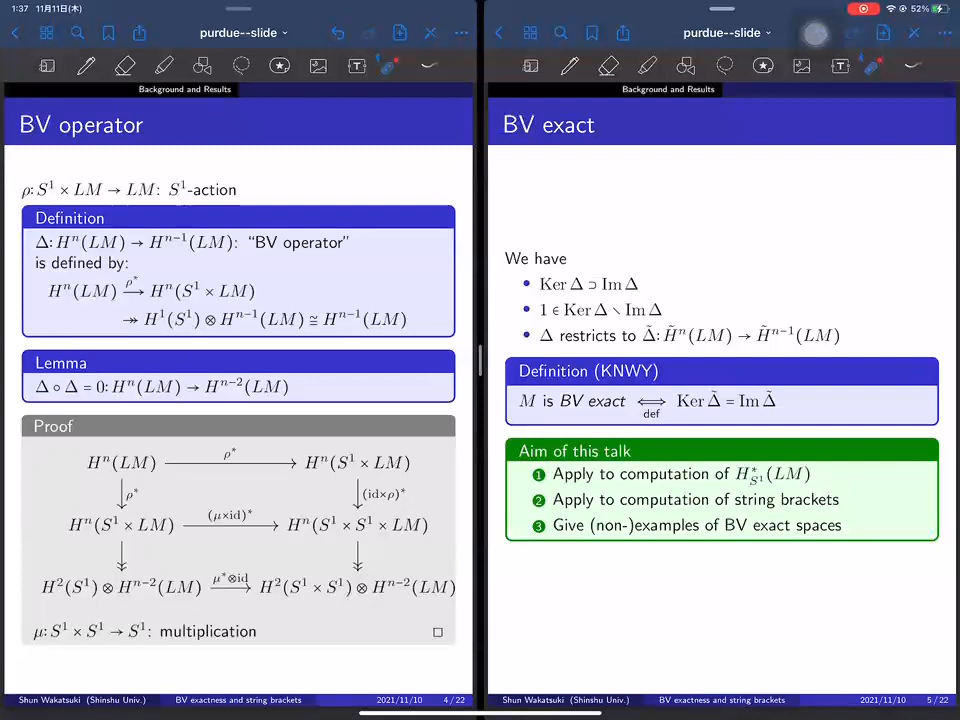 1:37 11月11日(木)
52%
purdue--slide
Background and Results
BV operator
ρ: S¹ × LM → LM: S¹-action
Definition
Δ: Hⁿ(LM) → Hⁿ⁻¹(LM): “BV operator”
is defined by:
Hⁿ(LM) —ρ*→ Hⁿ(S¹ × LM)
↠ H¹(S¹) ⊗ Hⁿ⁻¹(LM) ≅ Hⁿ⁻¹(LM)
Lemma
Δ ∘ Δ = 0: Hⁿ(LM) → Hⁿ⁻²(LM)
Proof
Hⁿ(LM) —ρ*→ Hⁿ(S¹ × LM)
ρ* (id×ρ)*
Hⁿ(S¹ × LM) —(μ×id)*→ Hⁿ(S¹ × S¹ × LM)
H²(S¹) ⊗ Hⁿ⁻²(LM) —μ*⊗id→ H²(S¹ × S¹) ⊗ Hⁿ⁻²(LM)
μ: S¹ × S¹ → S¹: multiplication □
Shun Wakatsuki (Shinshu Univ.) BV exactness and string brackets 2021/11/10 4 / 22
purdue--slide
Background and Results
BV exact
We have
• Ker Δ ⊃ Im Δ
• 1 ∈ Ker Δ ∖ Im Δ
• Δ restricts to Δ̃: H̃ⁿ(LM) → H̃ⁿ⁻¹(LM)
Definition (KNWY)
M is BV exact ⟺ Ker Δ̃ = Im Δ̃
def
Aim of this talk
1 Apply to computation of H*_{S¹}(LM)
2 Apply to computation of string brackets
3 Give (non-)examples of BV exact spaces
Shun Wakatsuki (Shinshu Univ.) BV exactness and string brackets 2021/11/10 5 / 22